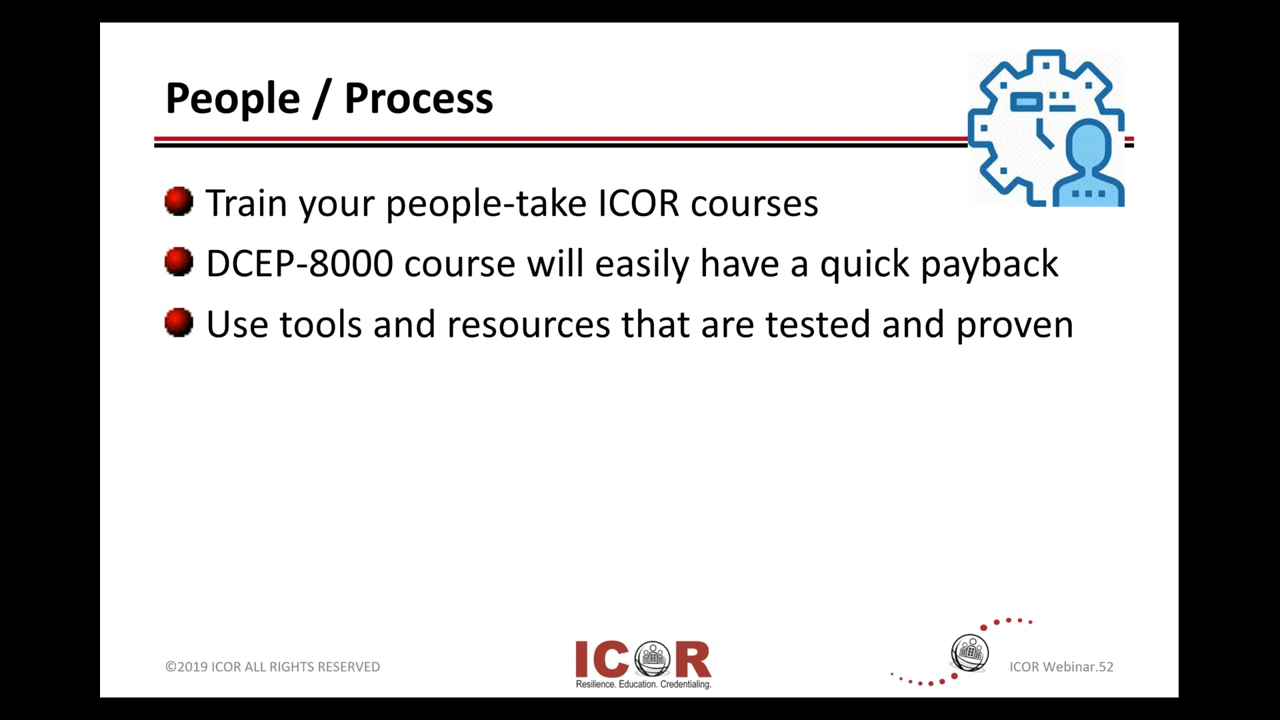 People / Process
Train your people-take ICOR courses
DCEP-8000 course will easily have a quick payback
Use tools and resources that are tested and proven
©2019 ICOR ALL RIGHTS RESERVED
ICOR
Resilience. Education. Credentialing.
ICOR Webinar.52